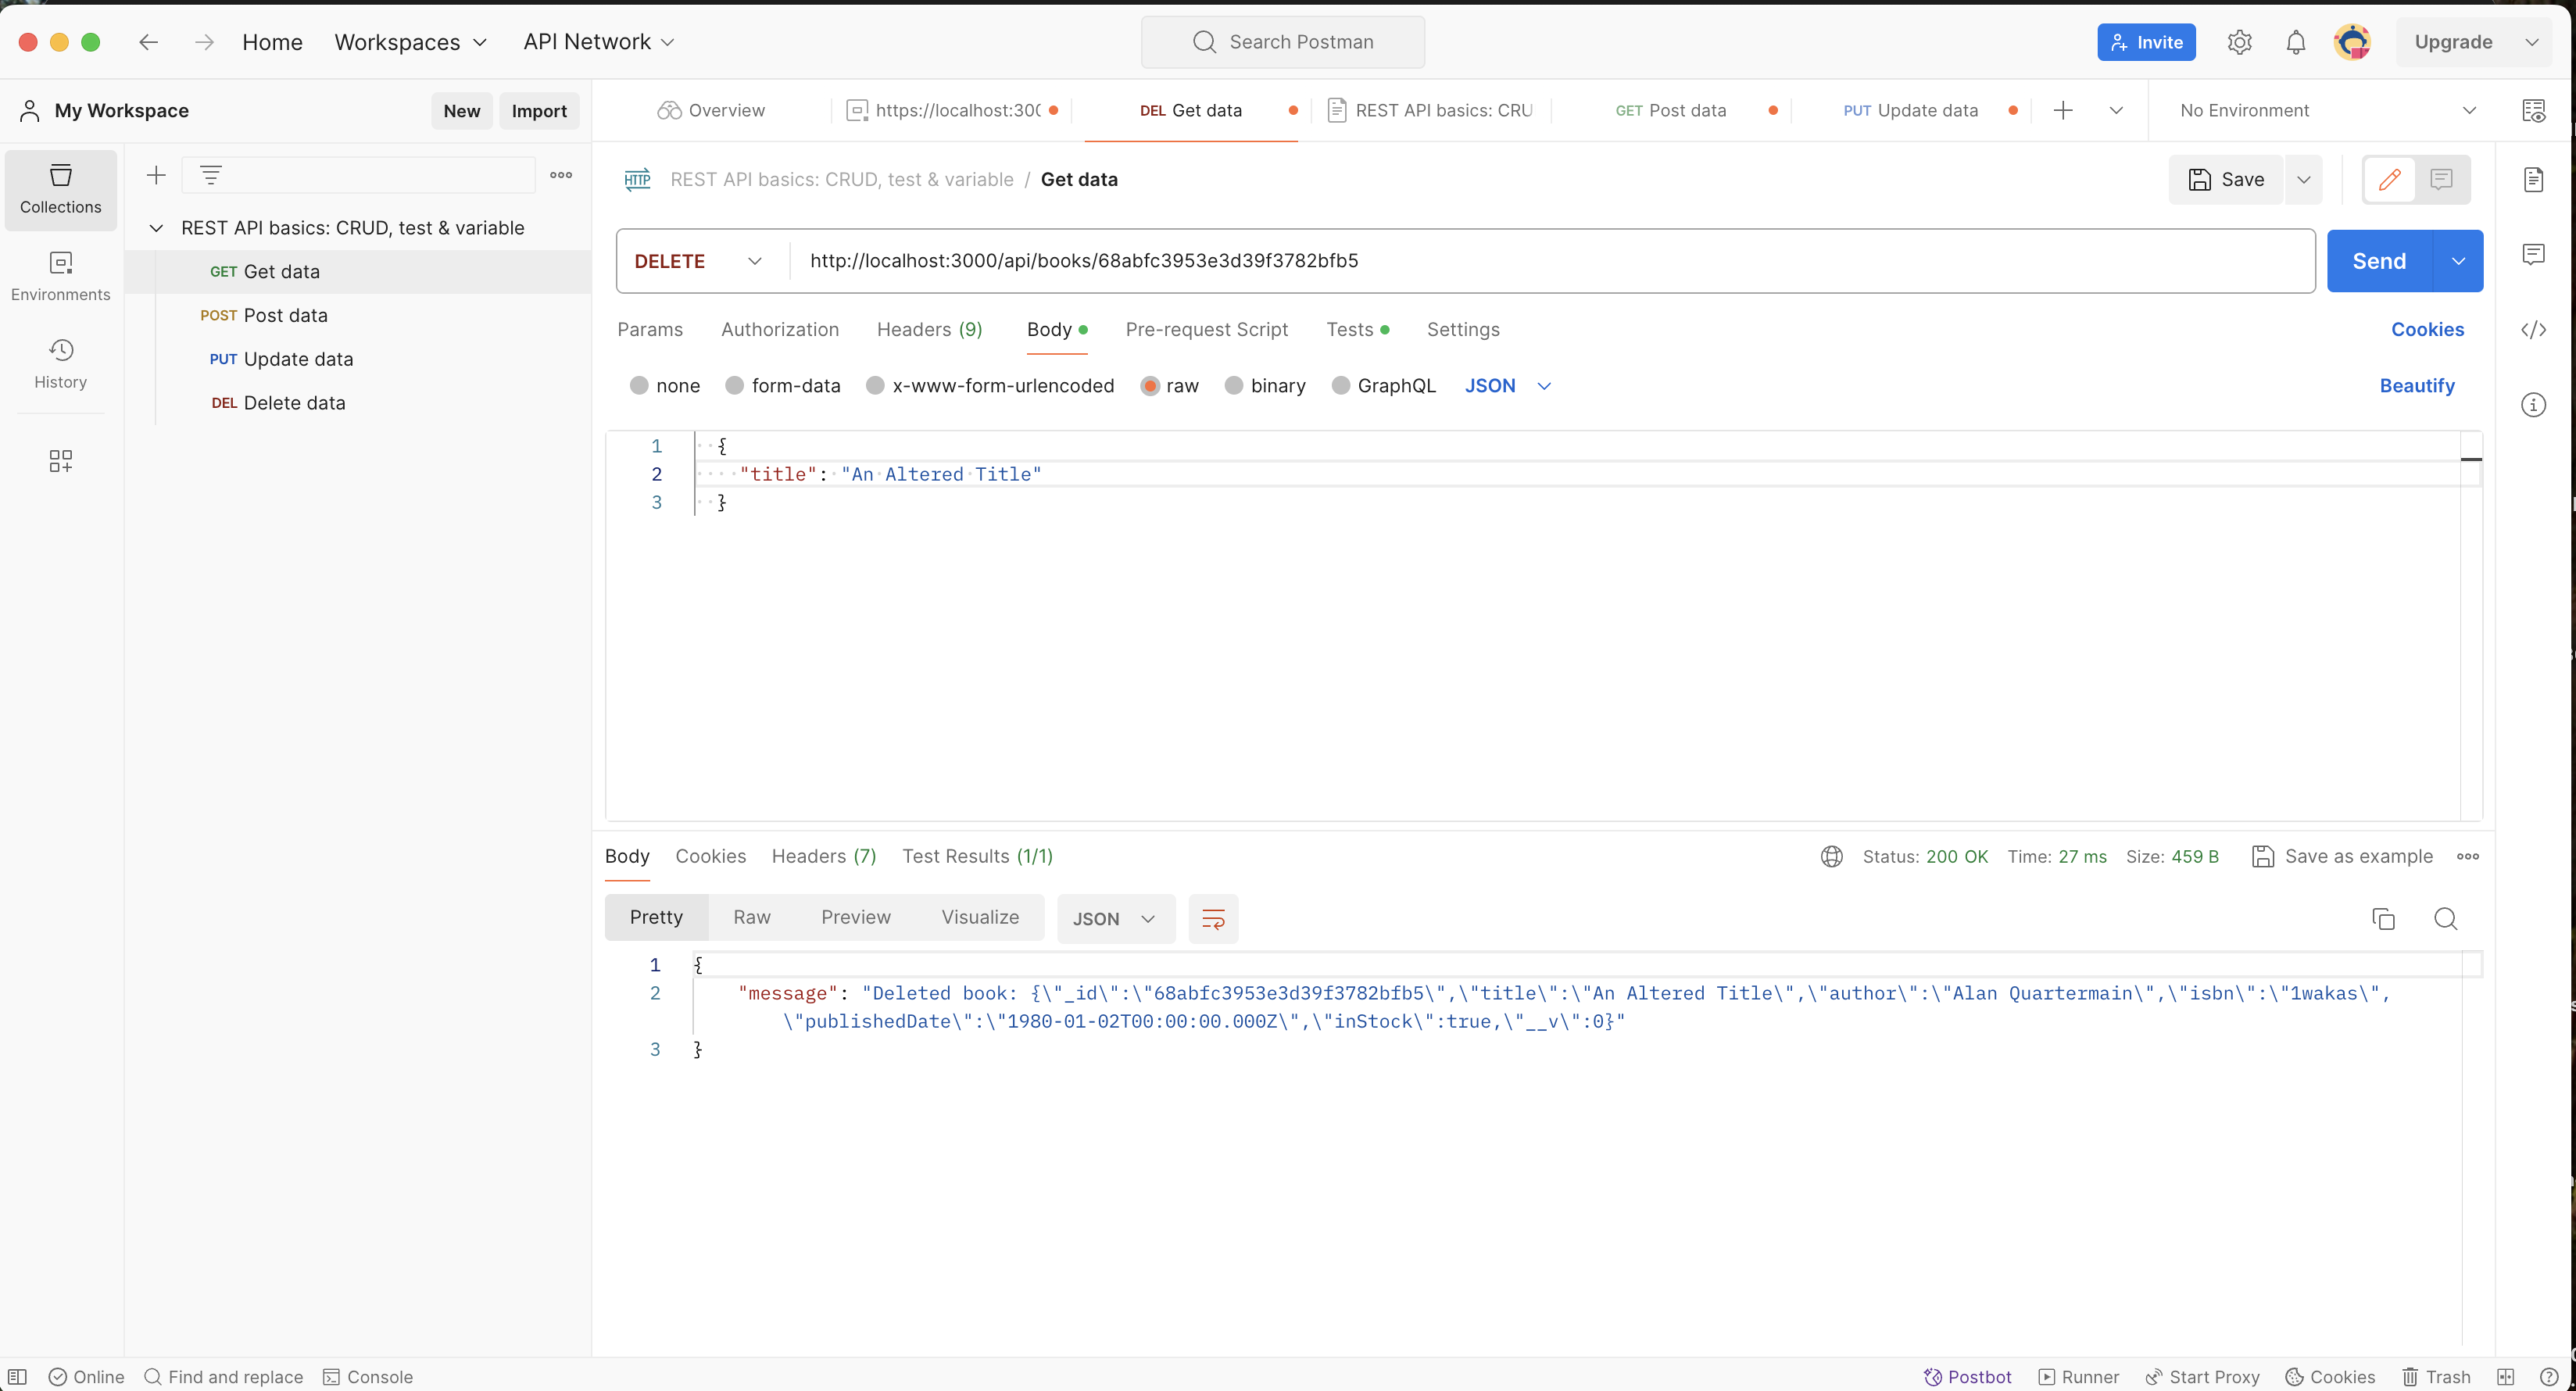 Home Workspaces API Network Search Postman Invite Upgrade
My Workspace New Import
Overview https://localhost:300 DEL Get data REST API basics: CRU GET Post data PUT Update data No Environment
Collections
Environments
History
REST API basics: CRUD, test & variable
GET Get data
POST Post data
PUT Update data
DEL Delete data
HTTP REST API basics: CRUD, test & variable / Get data Save
DELETE http://localhost:3000/api/books/68abfc3953e3d39f3782bfb5 Send
Params Authorization Headers (9) Body Pre-request Script Tests Settings Cookies
none form-data x-www-form-urlencoded raw binary GraphQL JSON Beautify
1 {
2 "title": "An Altered Title"
3 }
Body Cookies Headers (7) Test Results (1/1) Status: 200 OK Time: 27 ms Size: 459 B Save as example
Pretty Raw Preview Visualize JSON
1 {
2 "message": "Deleted book: {\"_id\":\"68abfc3953e3d39f3782bfb5\",\"title\":\"An Altered Title\",\"author\":\"Alan Quartermain\",\"isbn\":\"1wakas\",
\"publishedDate\":\"1980-01-02T00:00:00.000Z\",\"inStock\":true,\"__v\":0}"
3 }
Online Find and replace Console Postbot Runner Start Proxy Cookies Trash